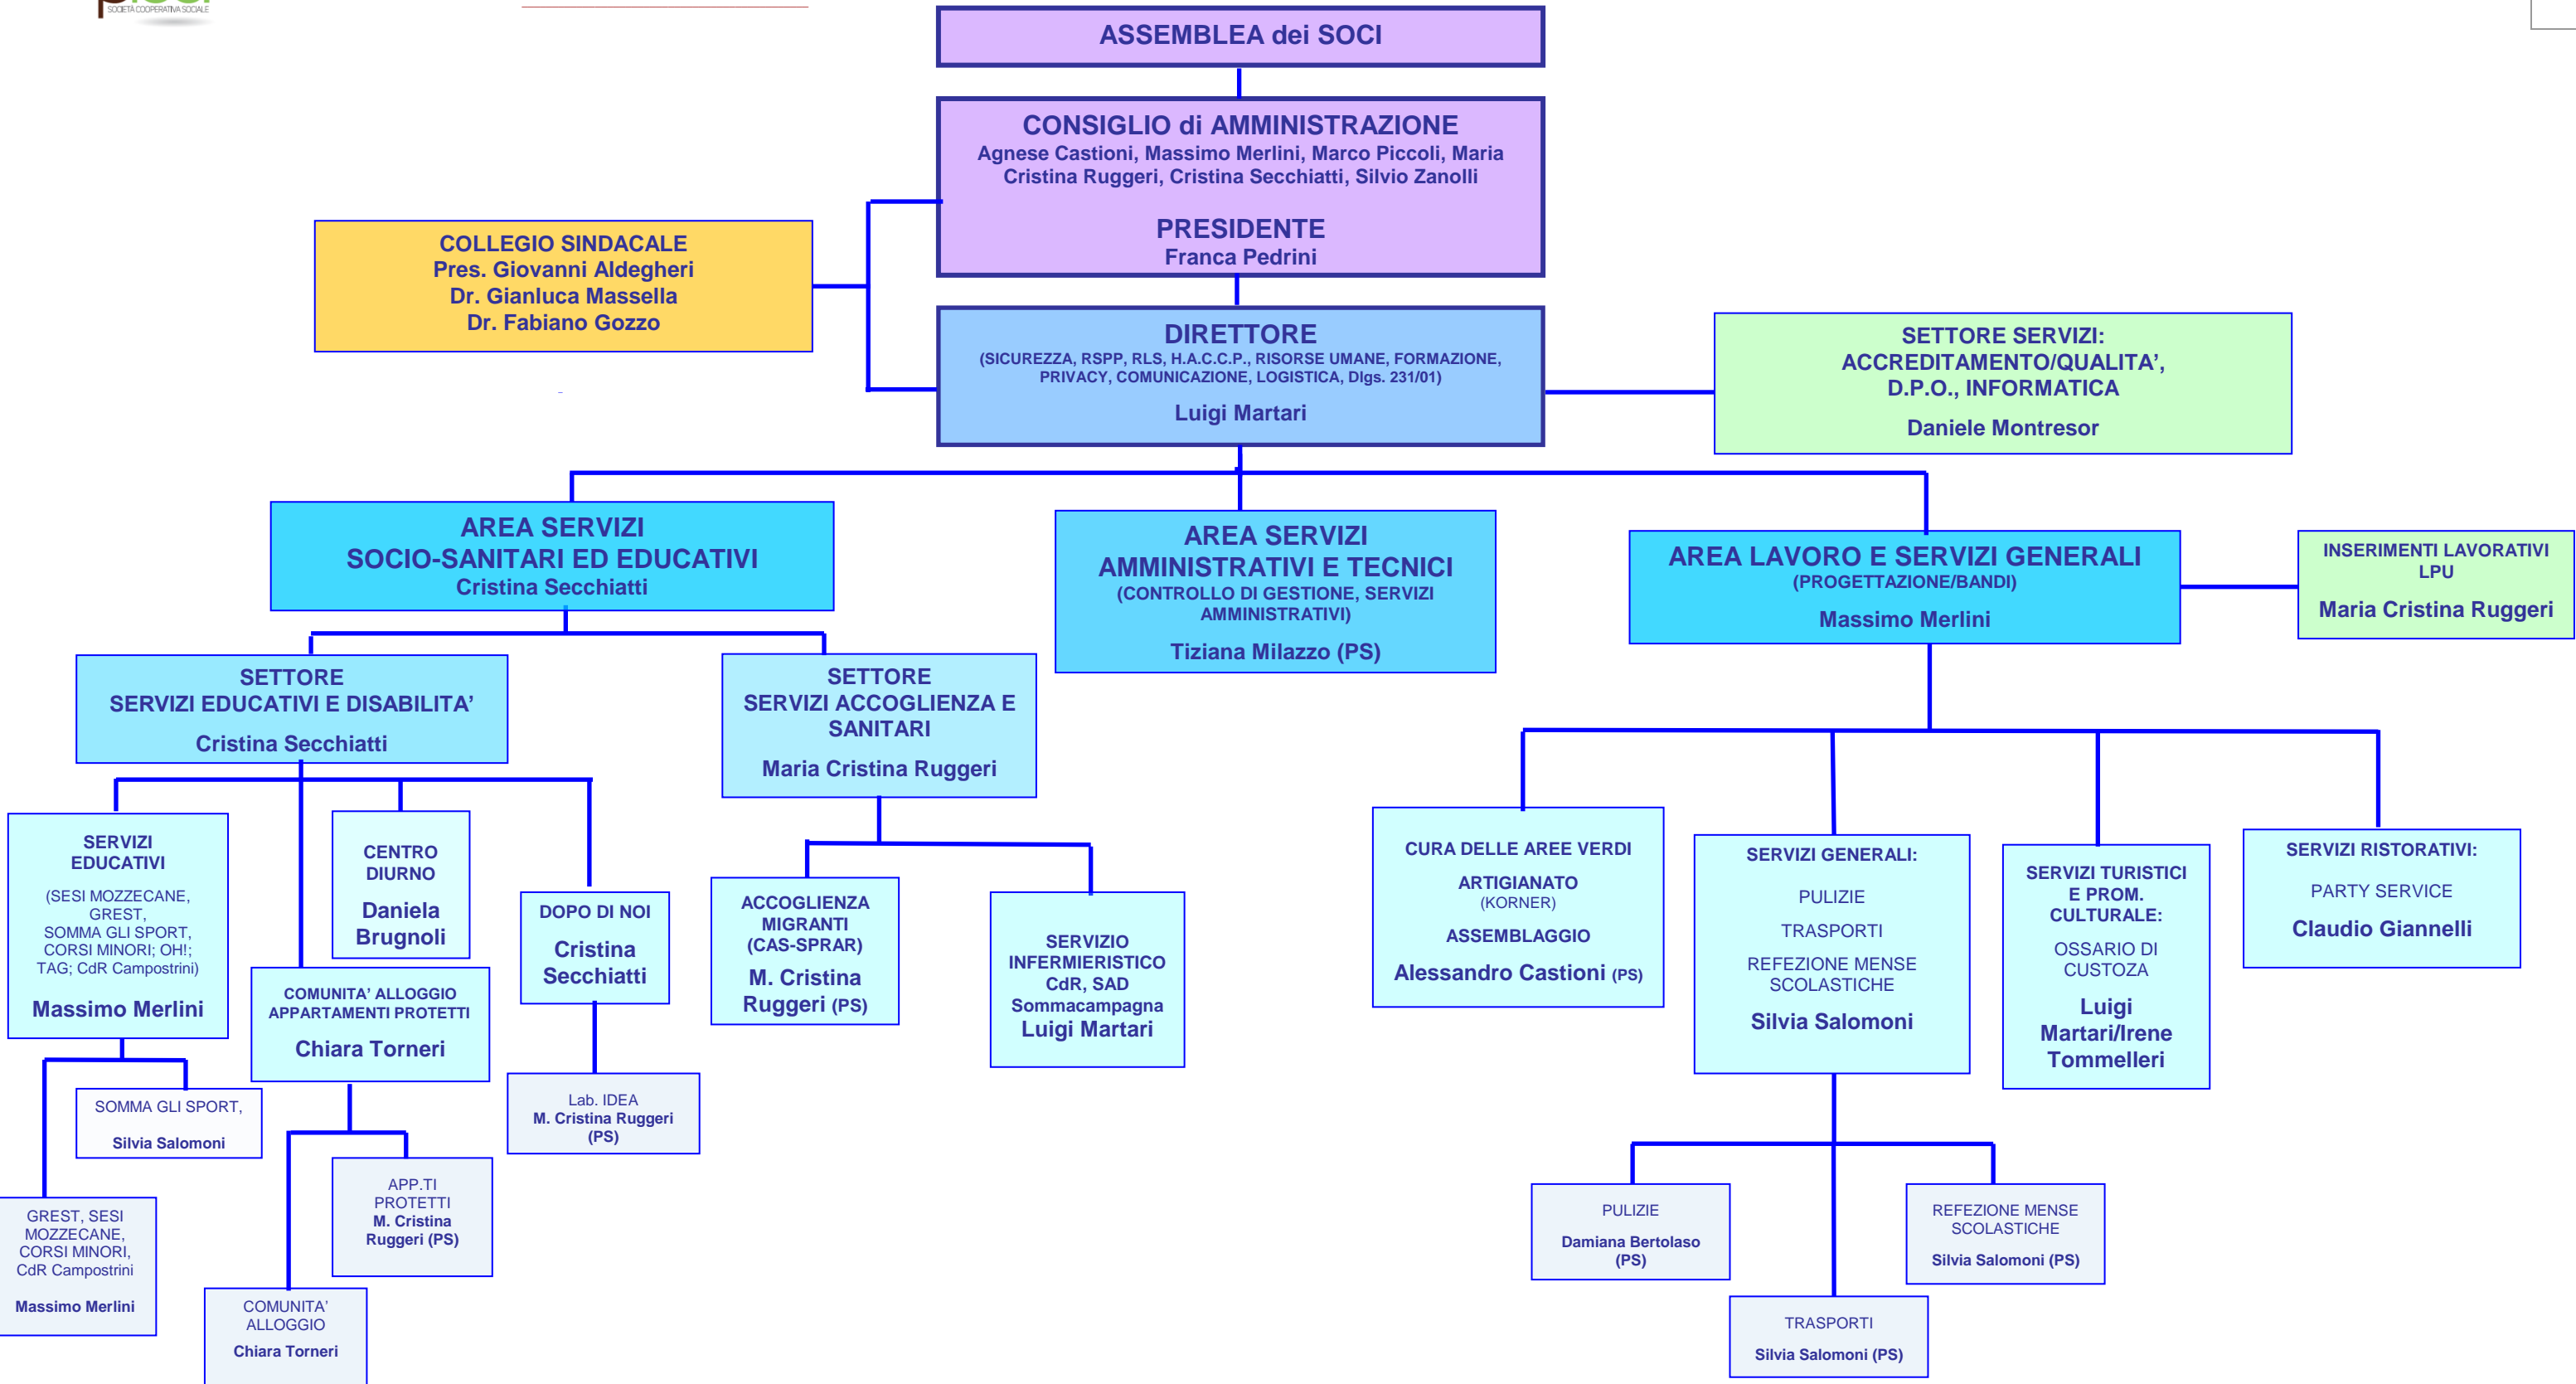 SOCIETÀ COOPERATIVA SOCIALE
ASSEMBLEA dei SOCI
CONSIGLIO di AMMINISTRAZIONE
Agnese Castioni, Massimo Merlini, Marco Piccoli, Maria
Cristina Ruggeri, Cristina Secchiatti, Silvio Zanolli
PRESIDENTE
Franca Pedrini
COLLEGIO SINDACALE
Pres. Giovanni Aldegheri
Dr. Gianluca Massella
Dr. Fabiano Gozzo
DIRETTORE
(SICUREZZA, RSPP, RLS, H.A.C.C.P., RISORSE UMANE, FORMAZIONE,
PRIVACY, COMUNICAZIONE, LOGISTICA, Dlgs. 231/01)
Luigi Martari
SETTORE SERVIZI:
ACCREDITAMENTO/QUALITA’,
D.P.O., INFORMATICA
Daniele Montresor
AREA SERVIZI
SOCIO-SANITARI ED EDUCATIVI
Cristina Secchiatti
AREA SERVIZI
AMMINISTRATIVI E TECNICI
(CONTROLLO DI GESTIONE, SERVIZI
AMMINISTRATIVI)
Tiziana Milazzo (PS)
AREA LAVORO E SERVIZI GENERALI
(PROGETTAZIONE/BANDI)
Massimo Merlini
INSERIMENTI LAVORATIVI
LPU
Maria Cristina Ruggeri
SETTORE
SERVIZI EDUCATIVI E DISABILITA’
Cristina Secchiatti
SETTORE
SERVIZI ACCOGLIENZA E
SANITARI
Maria Cristina Ruggeri
SERVIZI
EDUCATIVI
(SESI MOZZECANE,
GREST,
SOMMA GLI SPORT,
CORSI MINORI; OH!;
TAG; CdR Campostrini)
Massimo Merlini
CENTRO
DIURNO
Daniela
Brugnoli
COMUNITA’ ALLOGGIO
APPARTAMENTI PROTETTI
Chiara Torneri
DOPO DI NOI
Cristina
Secchiatti
ACCOGLIENZA
MIGRANTI
(CAS-SPRAR)
M. Cristina
Ruggeri (PS)
SERVIZIO
INFERMIERISTICO
CdR, SAD
Sommacampagna
Luigi Martari
CURA DELLE AREE VERDI
ARTIGIANATO
(KORNER)
ASSEMBLAGGIO
Alessandro Castioni (PS)
SERVIZI GENERALI:
PULIZIE
TRASPORTI
REFEZIONE MENSE
SCOLASTICHE
Silvia Salomoni
SERVIZI TURISTICI
E PROM.
CULTURALE:
OSSARIO DI
CUSTOZA
Luigi
Martari/Irene
Tommelleri
SERVIZI RISTORATIVI:
PARTY SERVICE
Claudio Giannelli
SOMMA GLI SPORT,
Silvia Salomoni
Lab. IDEA
M. Cristina Ruggeri
(PS)
APP.TI
PROTETTI
M. Cristina
Ruggeri (PS)
GREST, SESI
MOZZECANE,
CORSI MINORI,
CdR Campostrini
Massimo Merlini
COMUNITA’
ALLOGGIO
Chiara Torneri
PULIZIE
Damiana Bertolaso
(PS)
REFEZIONE MENSE
SCOLASTICHE
Silvia Salomoni (PS)
TRASPORTI
Silvia Salomoni (PS)